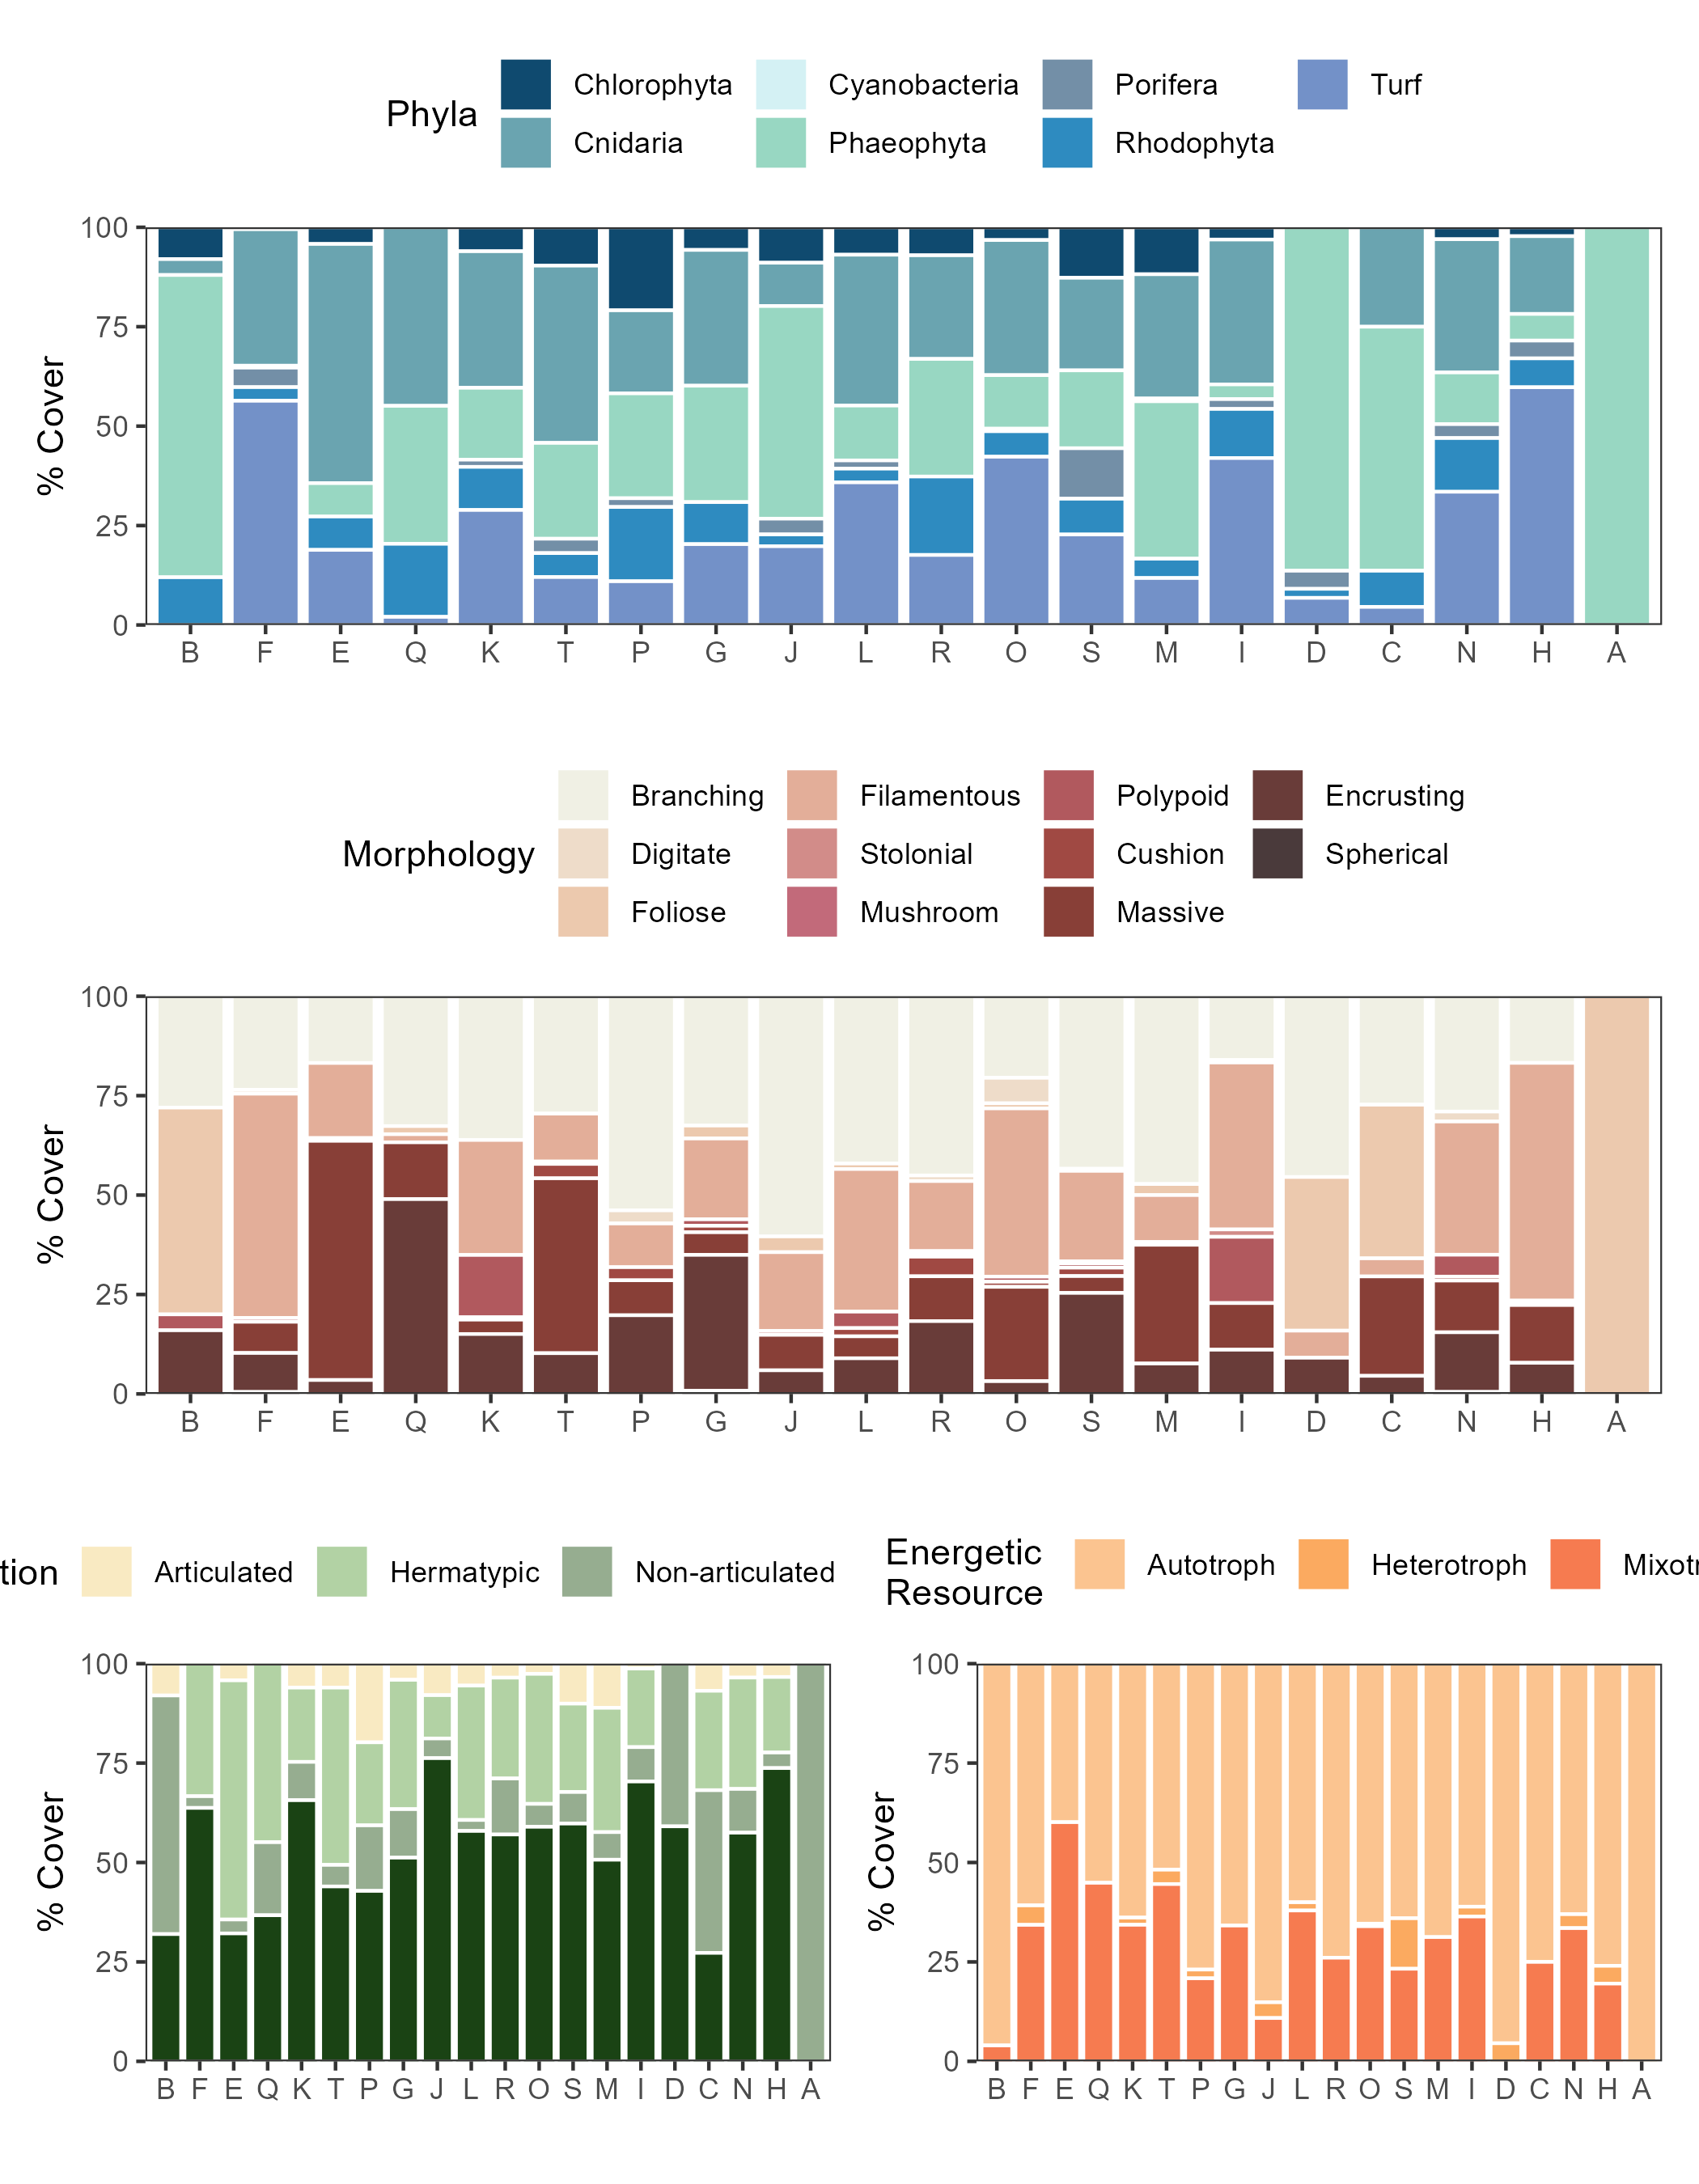 Phyla Chlorophyta Cyanobacteria Porifera Turf
Cnidaria Phaeophyta Rhodophyta
% Cover
100
75
50
25
0
B F E Q K T P G J L R O S M I D C N H A
Morphology Branching Filamentous Polypoid Encrusting
Digitate Stolonial Cushion Spherical
Foliose Mushroom Massive
% Cover
100
75
50
25
0
B F E Q K T P G J L R O S M I D C N H A
tion Articulated Hermatypic Non-articulated
% Cover
100
75
50
25
0
B F E Q K T P G J L R O S M I D C N H A
Energetic
Resource Autotroph Heterotroph Mixot
% Cover
100
75
50
25
0
B F E Q K T P G J L R O S M I D C N H A